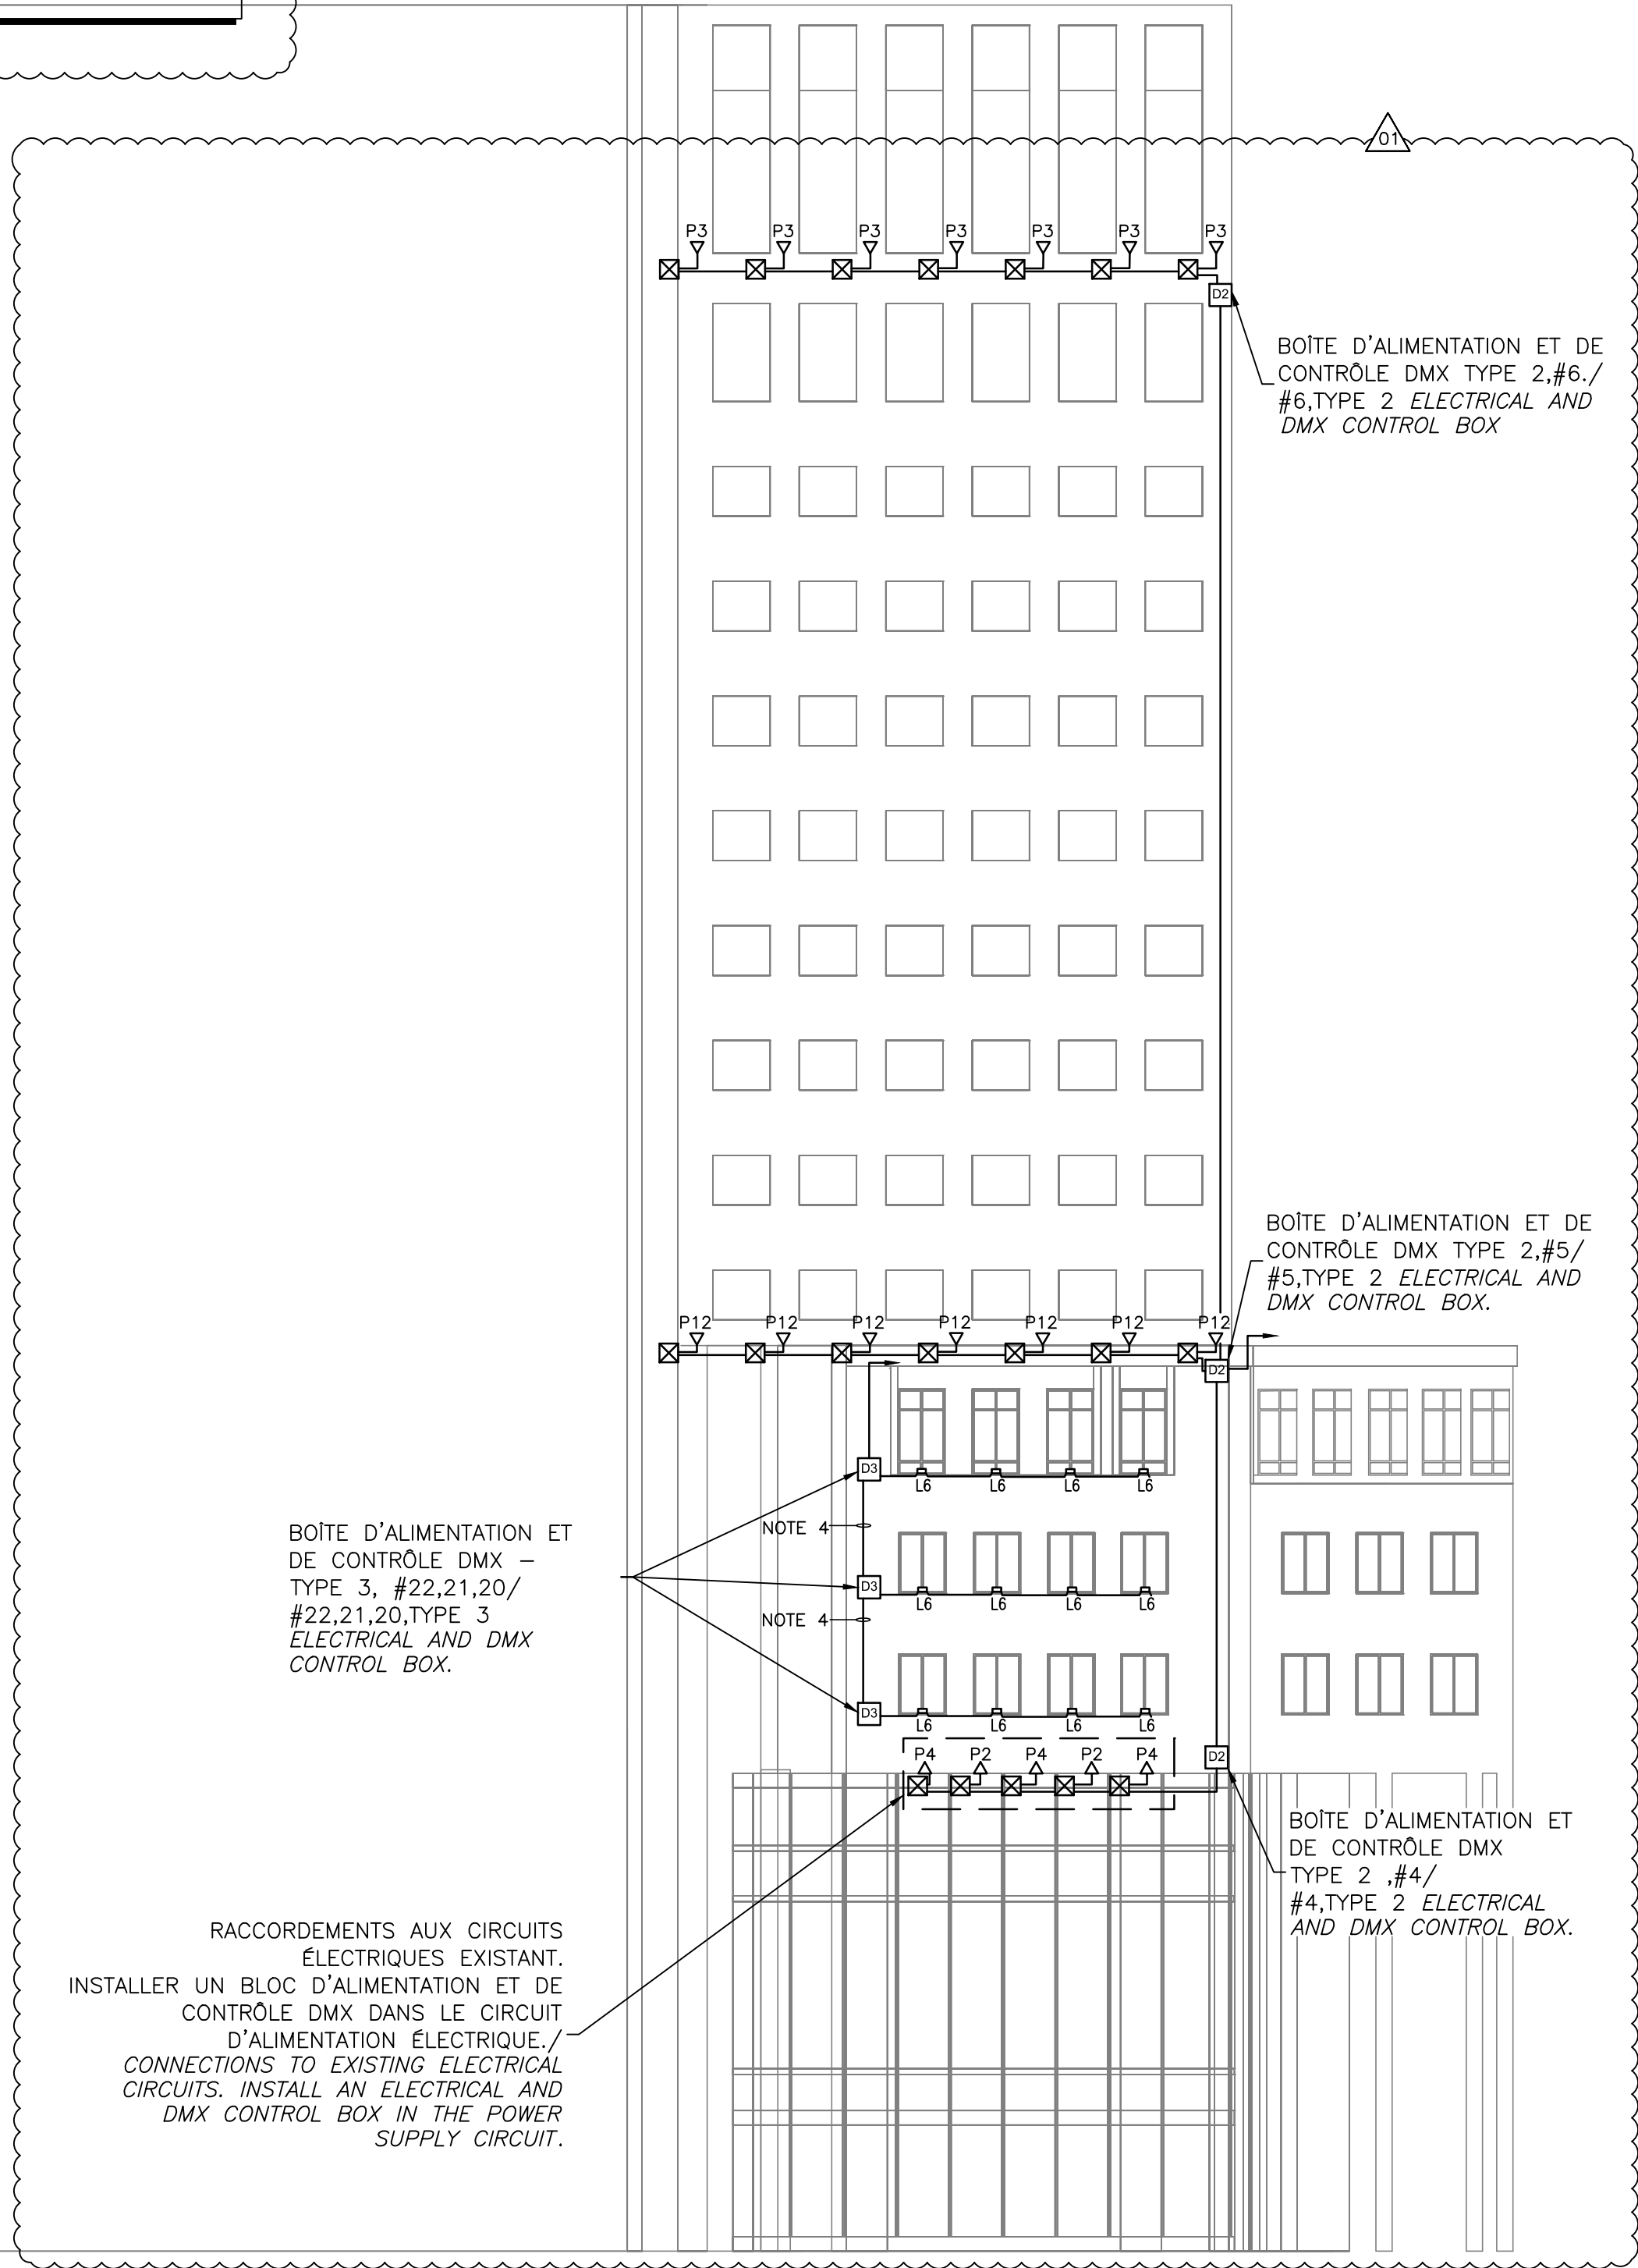 01
P3 P3 P3 P3 P3 P3 P3
D2
BOÎTE D'ALIMENTATION ET DE
CONTRÔLE DMX TYPE 2,#6./
#6,TYPE 2 ELECTRICAL AND
DMX CONTROL BOX
BOÎTE D'ALIMENTATION ET DE
CONTRÔLE DMX TYPE 2,#5/
#5,TYPE 2 ELECTRICAL AND
DMX CONTROL BOX.
P12 P12 P12 P12 P12 P12 P12
D2
D3
L6 L6 L6 L6
NOTE 4
BOÎTE D'ALIMENTATION ET
DE CONTRÔLE DMX –
TYPE 3, #22,21,20/
#22,21,20,TYPE 3
ELECTRICAL AND DMX
CONTROL BOX.
D3
L6 L6 L6 L6
NOTE 4
D3
L6 L6 L6 L6
P4 P2 P4 P2 P4
D2
BOÎTE D'ALIMENTATION ET
DE CONTRÔLE DMX
TYPE 2 ,#4/
#4,TYPE 2 ELECTRICAL
AND DMX CONTROL BOX.
RACCORDEMENTS AUX CIRCUITS
ÉLECTRIQUES EXISTANT.
INSTALLER UN BLOC D'ALIMENTATION ET DE
CONTRÔLE DMX DANS LE CIRCUIT
D'ALIMENTATION ÉLECTRIQUE./
CONNECTIONS TO EXISTING ELECTRICAL
CIRCUITS. INSTALL AN ELECTRICAL AND
DMX CONTROL BOX IN THE POWER
SUPPLY CIRCUIT.